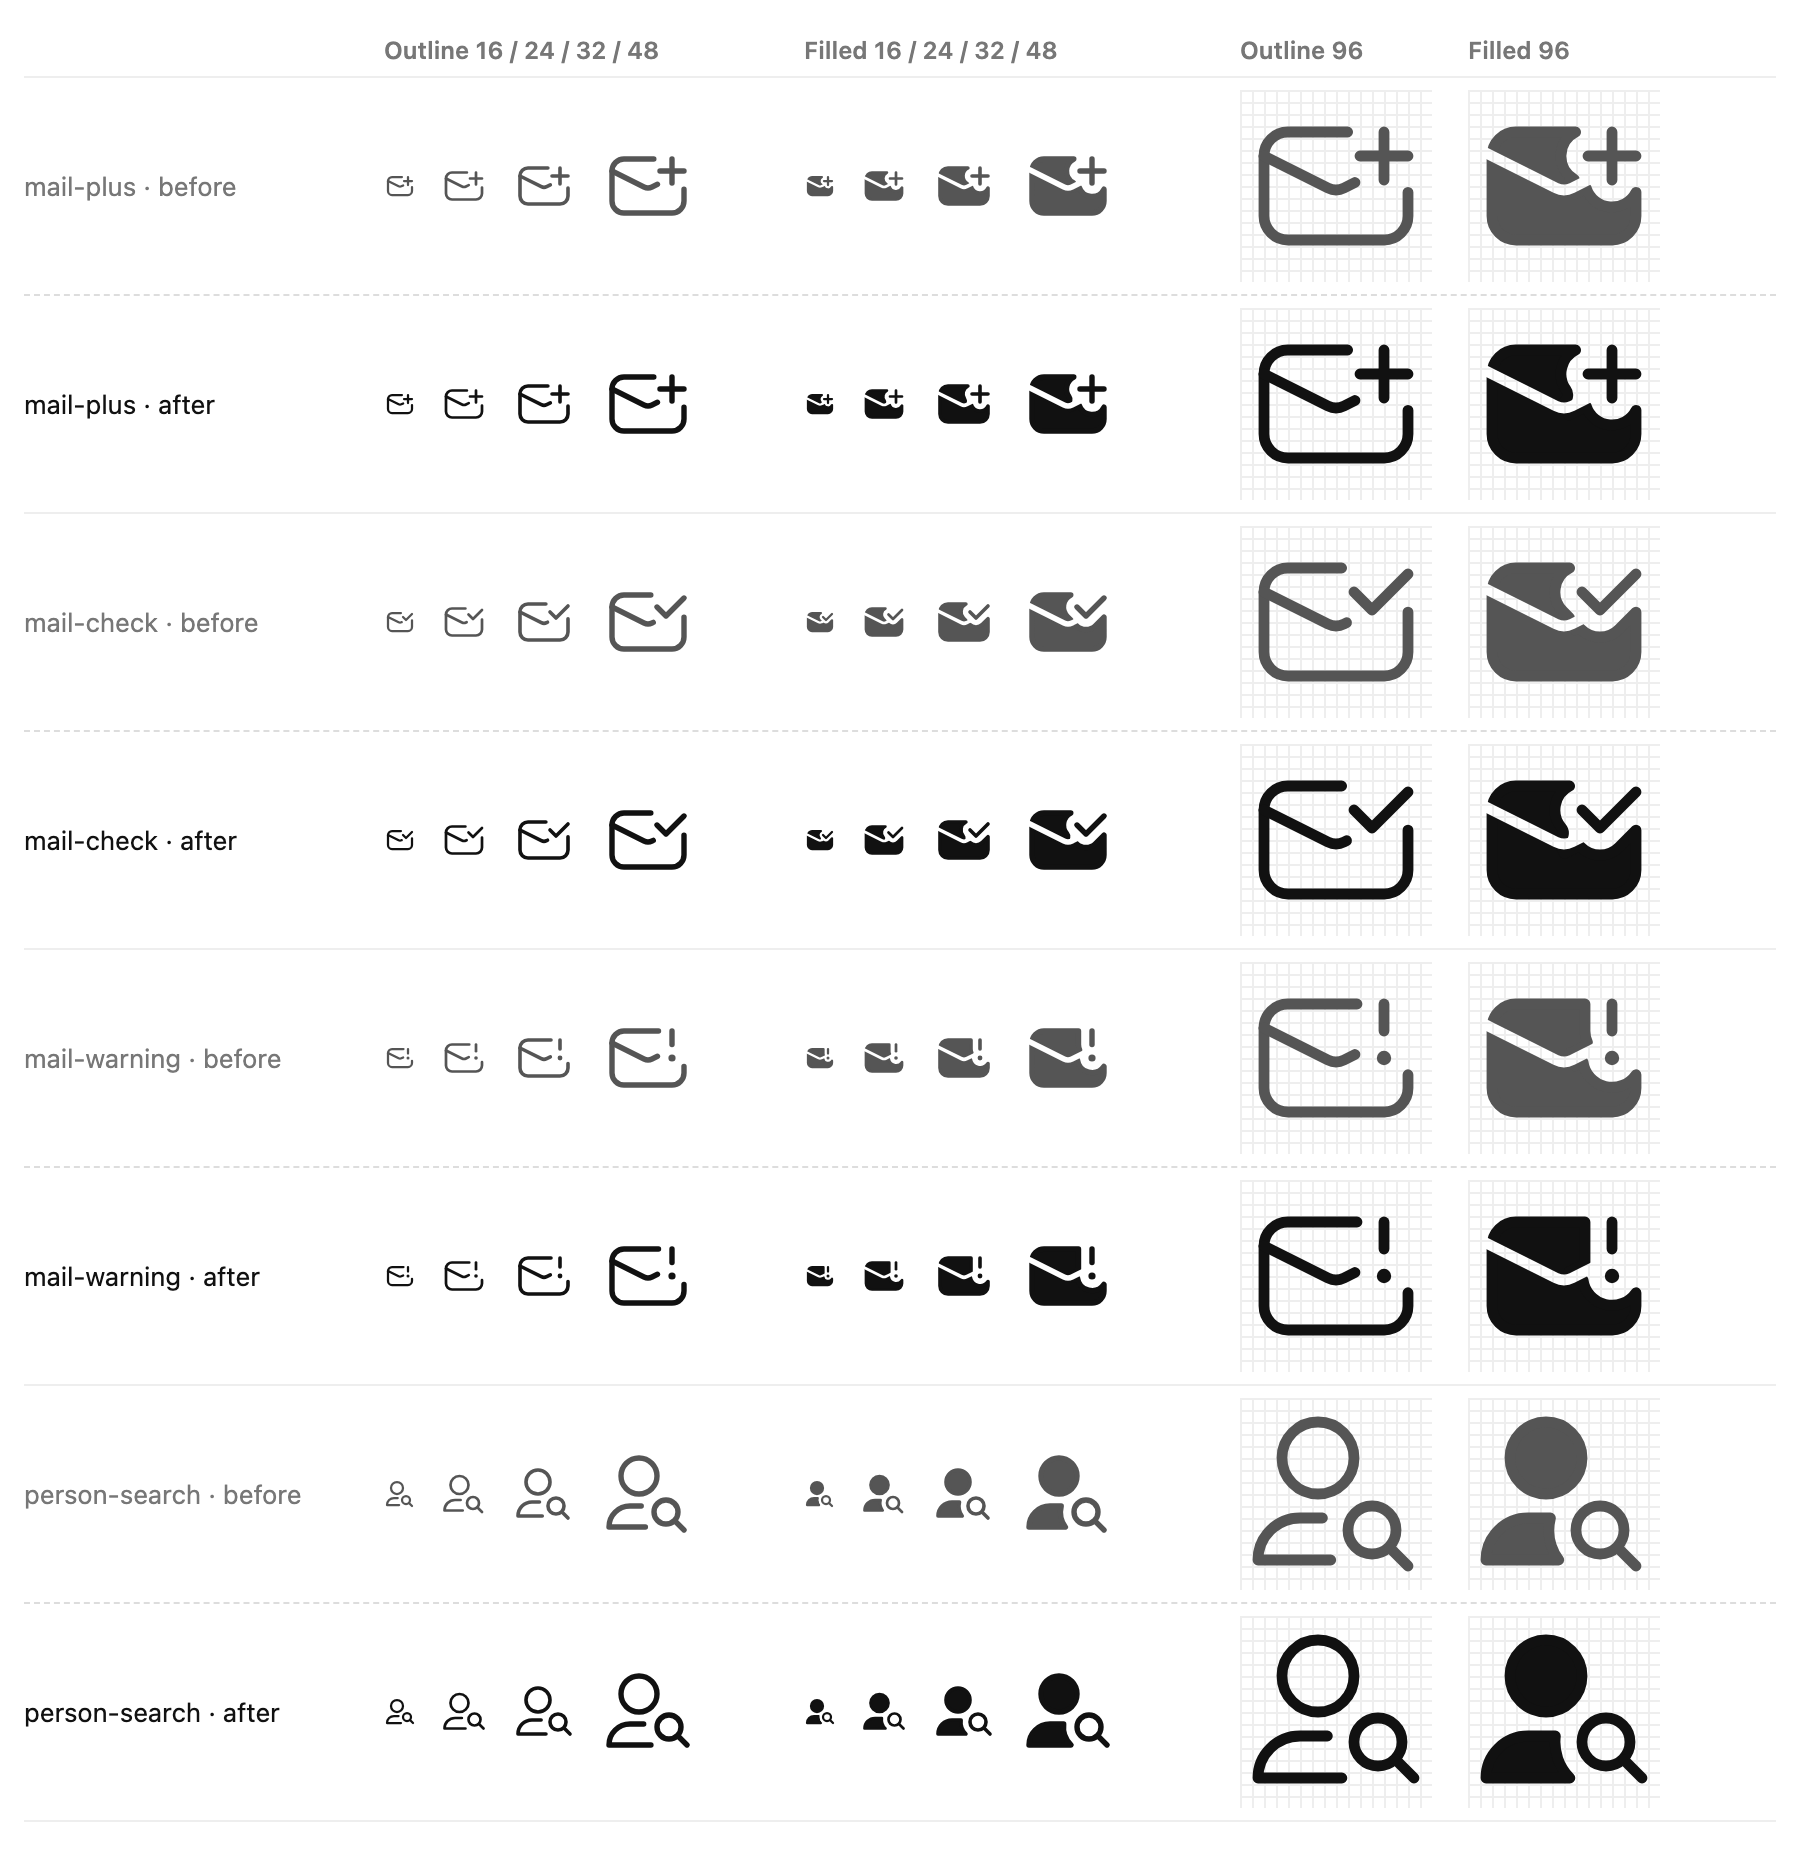 Outline 16 / 24 / 32 / 48 Filled 16 / 24 / 32 / 48 Outline 96 Filled 96
mail-plus · before
mail-plus · after
mail-check · before
mail-check · after
mail-warning · before
mail-warning · after
person-search · before
person-search · after